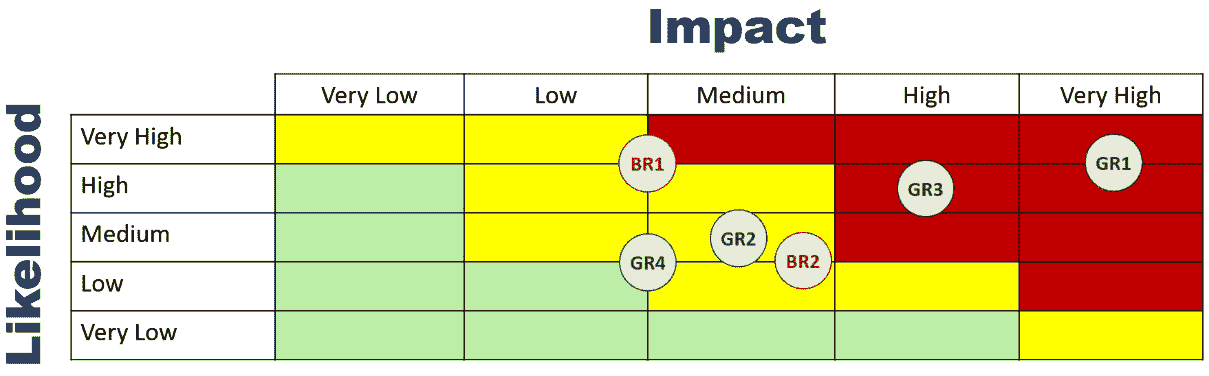 Impact
Likelihood
Very Low
Low
Medium
High
Very High
Very High
High
Medium
Low
Very Low
BR1
GR1
GR3
GR2
GR4
BR2